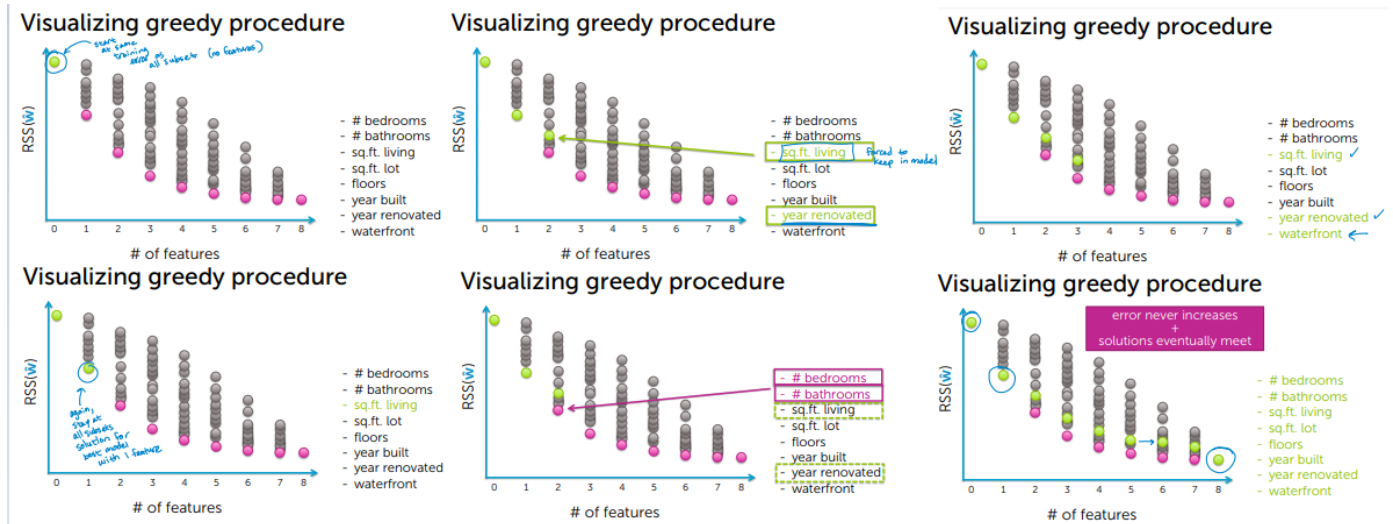 Visualizing greedy procedure
start
at same
training
error as
all subsets (no features)
RSS(ŵ)
- # bedrooms
- # bathrooms
- sq.ft. living
- sq.ft. lot
- floors
- year built
- year renovated
- waterfront
0 1 2 3 4 5 6 7 8
# of features
Visualizing greedy procedure
RSS(ŵ)
- # bedrooms
- # bathrooms
- sq.ft. living
forced to
keep in model
- sq.ft. lot
- floors
- year built
- year renovated
- waterfront
0 1 2 3 4 5 6 7 8
# of features
Visualizing greedy procedure
RSS(ŵ)
- # bedrooms
- # bathrooms
- sq.ft. living ✓
- sq.ft. lot
- floors
- year built
- year renovated ✓
- waterfront ←
0 1 2 3 4 5 6 7 8
# of features
Visualizing greedy procedure
RSS(ŵ)
again,
stay at
all subsets
solution for
best model
with 1 feature
- # bedrooms
- # bathrooms
- sq.ft. living
- sq.ft. lot
- floors
- year built
- year renovated
- waterfront
0 1 2 3 4 5 6 7 8
# of features
Visualizing greedy procedure
RSS(ŵ)
- # bedrooms
- # bathrooms
- sq.ft. living
- sq.ft. lot
- floors
- year built
- year renovated
- waterfront
0 1 2 3 4 5 6 7 8
# of features
Visualizing greedy procedure
error never increases
+
solutions eventually meet
RSS(ŵ)
- # bedrooms
- # bathrooms
- sq.ft. living
- sq.ft. lot
- floors
- year built
- year renovated
- waterfront
0 1 2 3 4 5 6 7 8
# of features